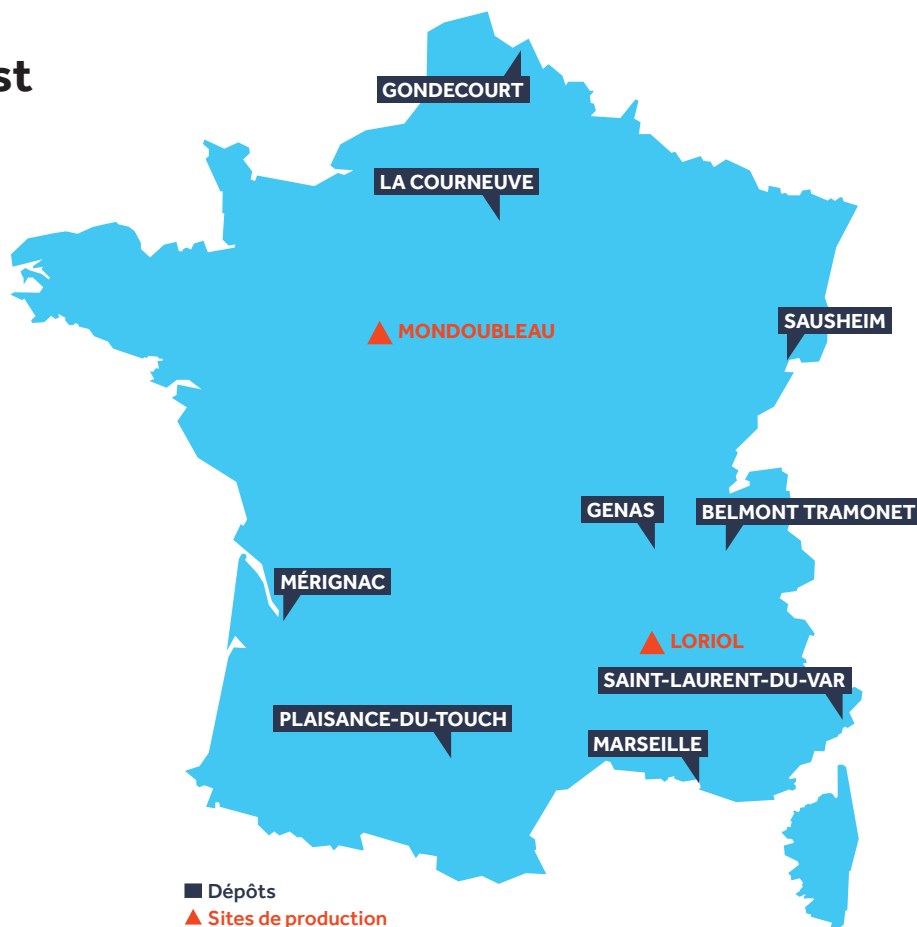 st
GONDECOURT
LA COURNEUVE
SAUSHEIM
MONDOUBLEAU
GENAS
BELMONT TRAMONET
MÉRIGNAC
LORIOL
SAINT-LAURENT-DU-VAR
PLAISANCE-DU-TOUCH
MARSEILLE
Dépôts
Sites de production